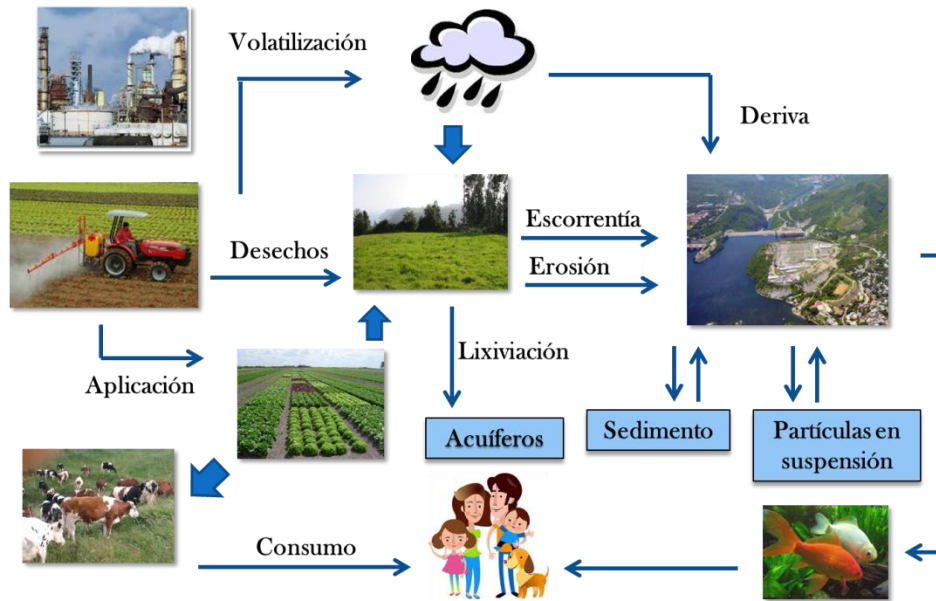 Volatilización
Deriva
Desechos
Escorrentía
Erosión
Aplicación
Lixiviación
Acuíferos
Sedimento
Partículas en
suspensión
Consumo